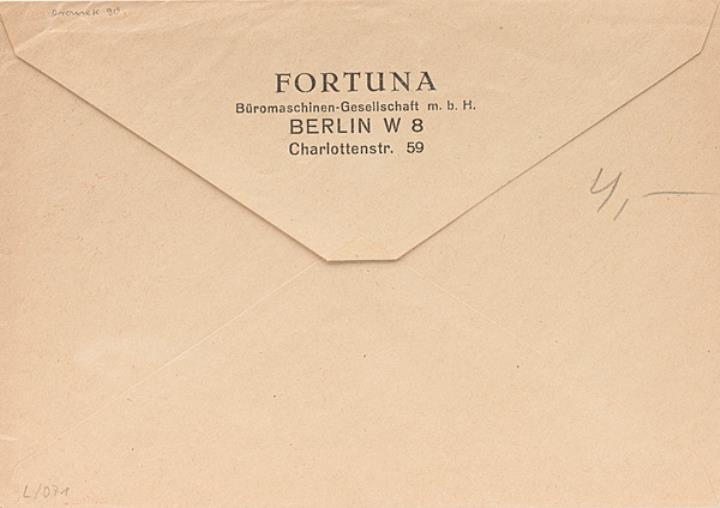 FORTUNA
Büromaschinen-Gesellschaft m. b. H.
BERLIN W 8
Charlottenstr. 59
4,—
L/071